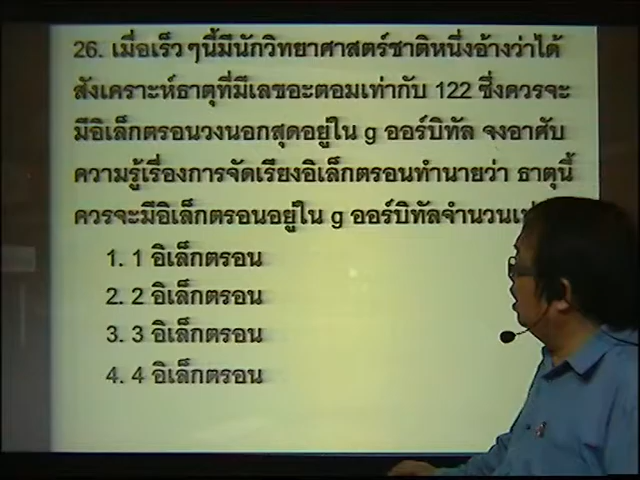 26. เมื่อเร็วๆนี้มีนักวิทยาศาสตร์ชาติหนึ่งอ้างว่าได้
สังเคราะห์ธาตุที่มีเลขอะตอมเท่ากับ 122 ซึ่งควรจะ
มีอิเล็กตรอนวงนอกสุดอยู่ใน g ออร์บิทัล จงอาศับ
ความรู้เรื่องการจัดเรียงอิเล็กตรอนทำนายว่า ธาตุนี้
ควรจะมีอิเล็กตรอนอยู่ใน g ออร์บิทัลจำนวน
1. 1 อิเล็กตรอน
2. 2 อิเล็กตรอน
3. 3 อิเล็กตรอน
4. 4 อิเล็กตรอน